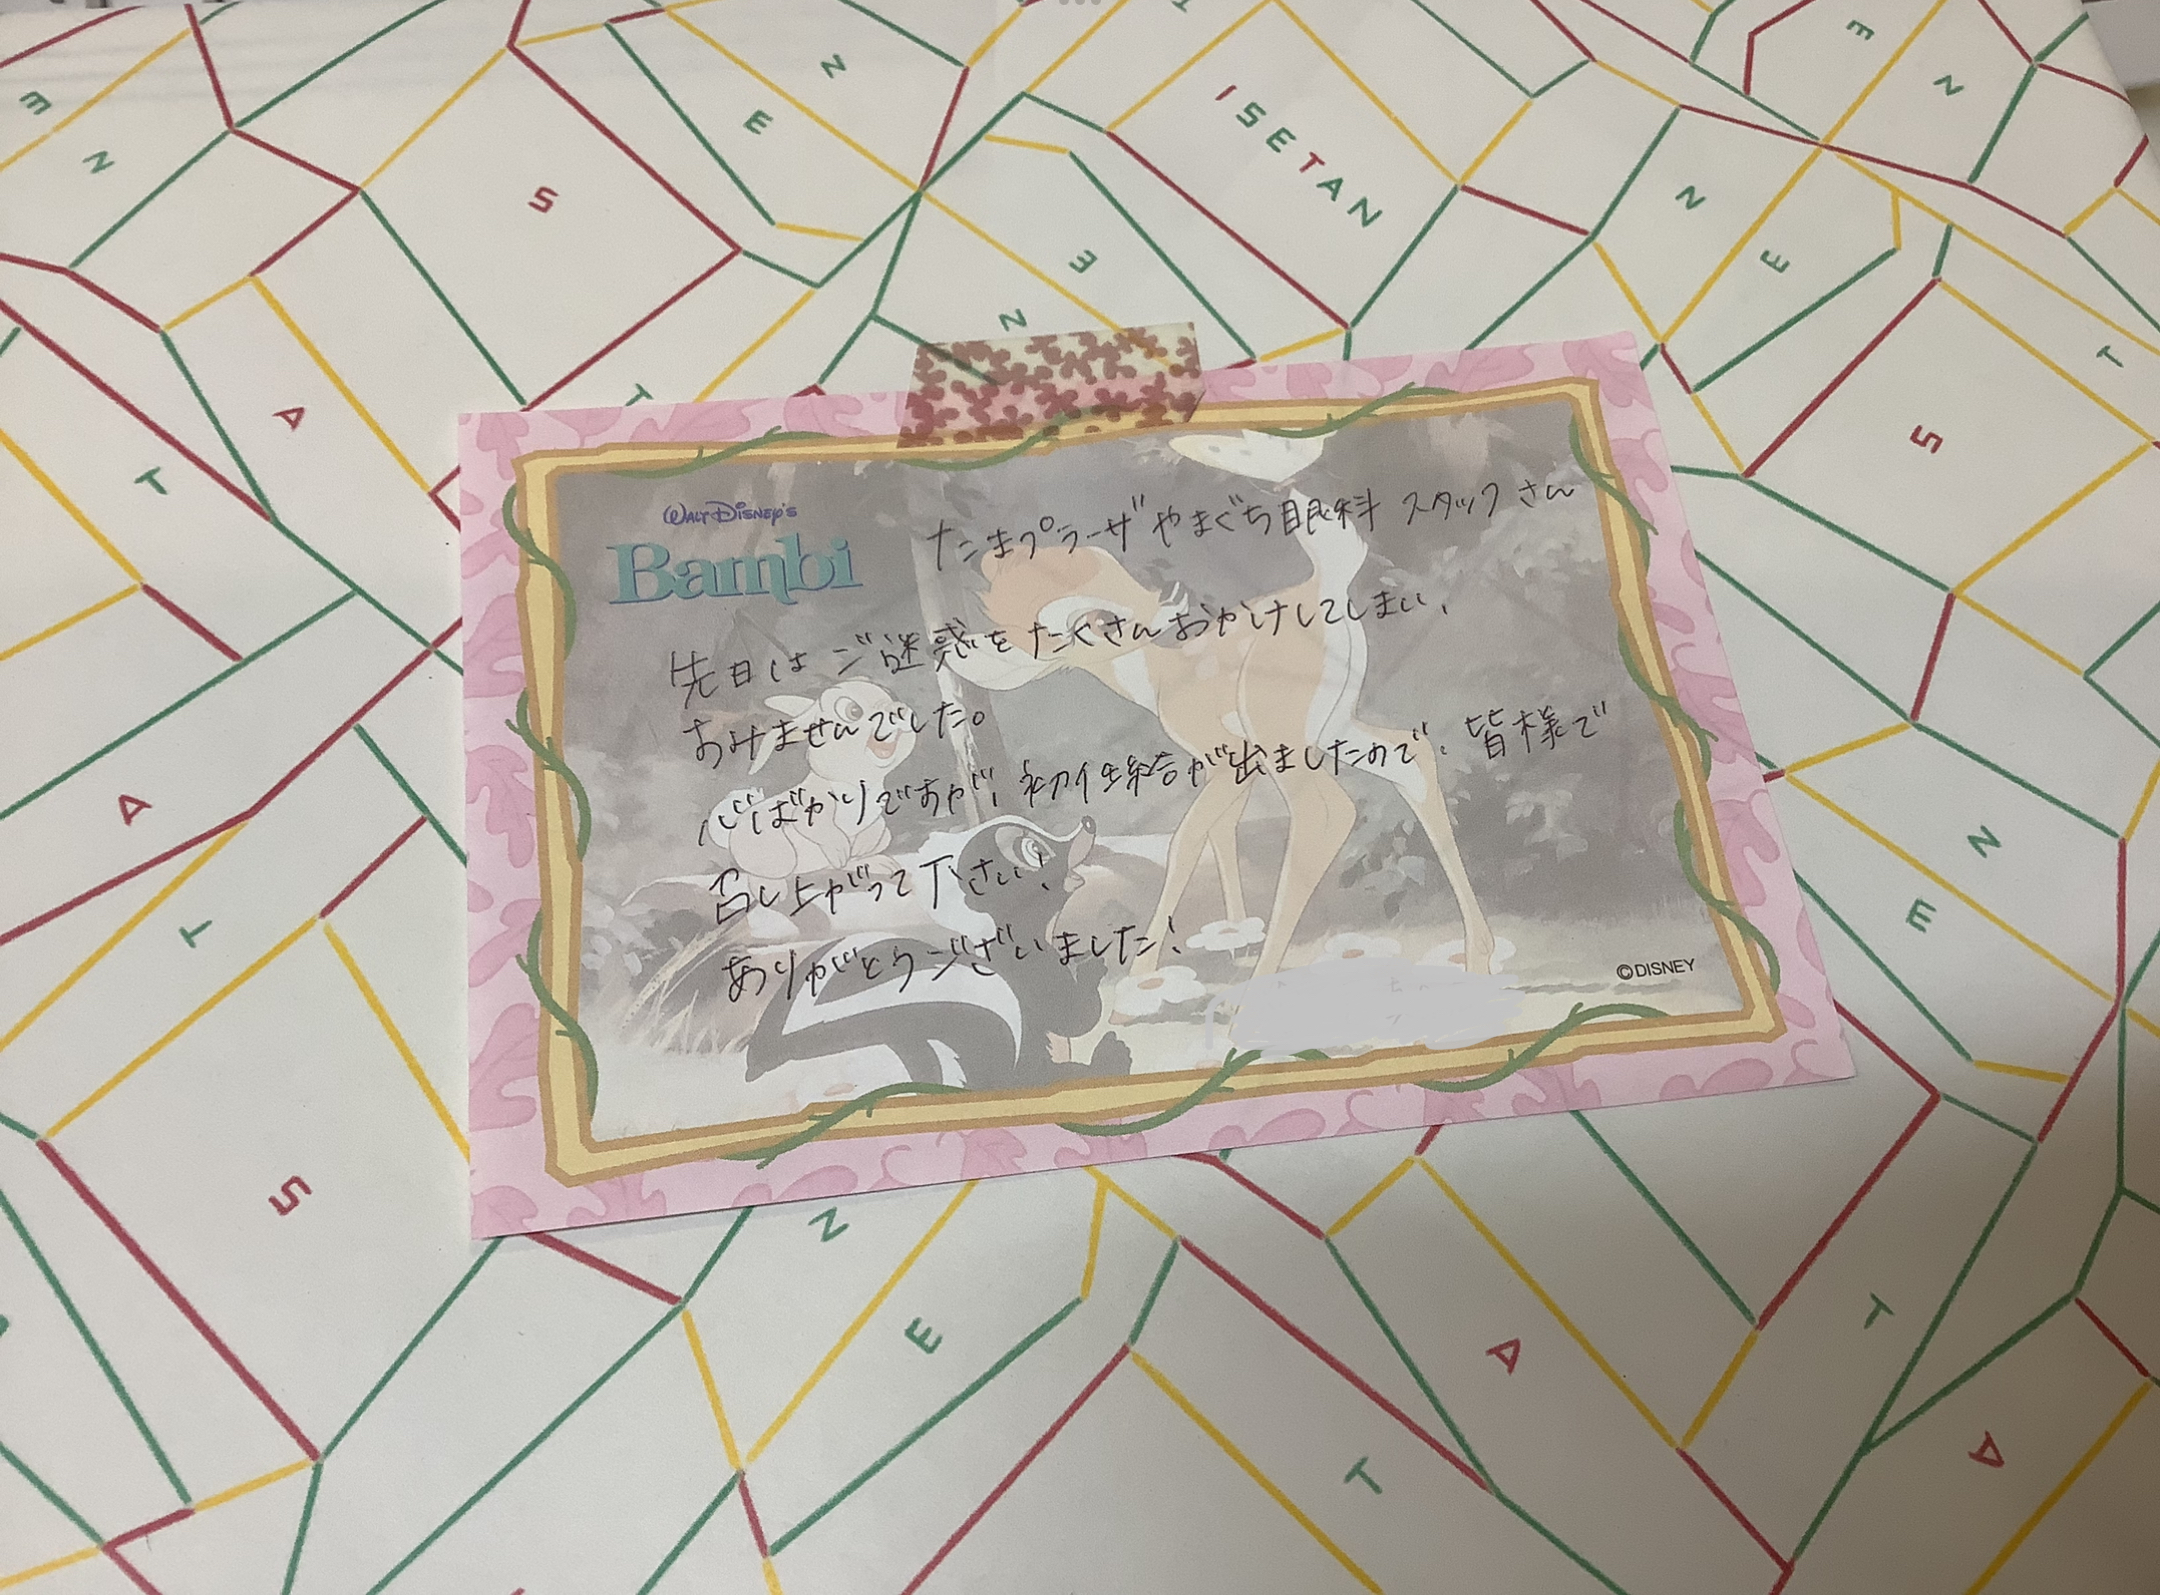 ISETAN
WALT DISNEY'S
Bambi
たまプラーザやまぐち眼科 スタッフさん
先日はご迷惑をたくさんおかけしてしまい、
すみませんでした。
心ばかりですが、初任給が出ましたので、皆様で
召し上がって下さい!
ありがとうございました!
©DISNEY